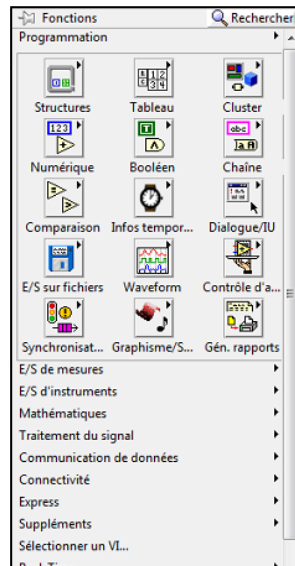 Fonctions Rechercher
Programmation
Structures Tableau Cluster
Numérique Booléen Chaîne
Comparaison Infos tempor... Dialogue/IU
E/S sur fichiers Waveform Contrôle d'a...
Synchronisat... Graphisme/S... Gén. rapports
E/S de mesures
E/S d'instruments
Mathématiques
Traitement du signal
Communication de données
Connectivité
Express
Suppléments
Sélectionner un VI...